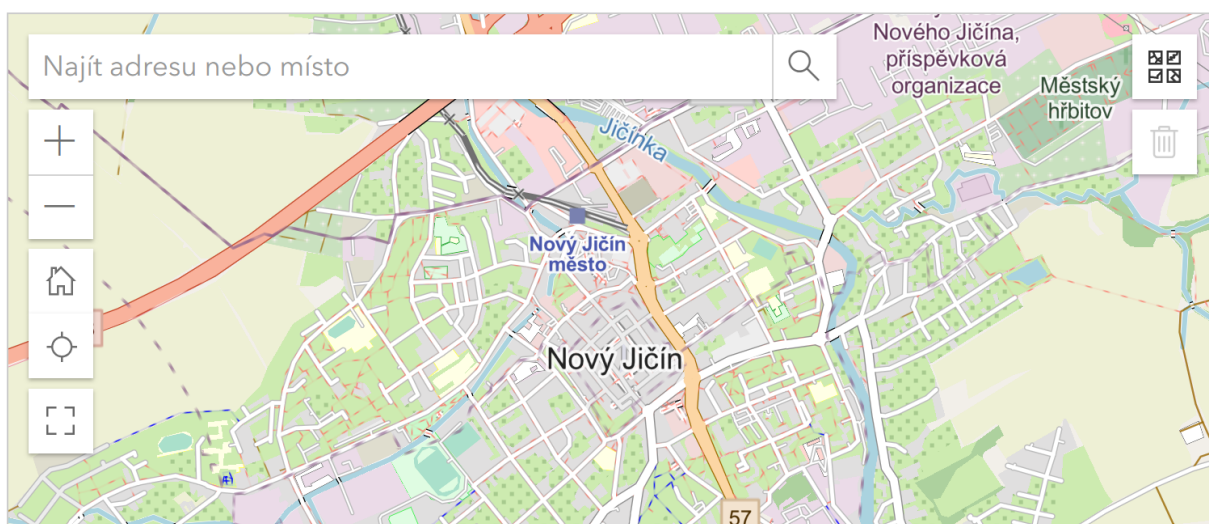 Najít adresu nebo místo
Nového Jičína,
příspěvková
organizace
Městský
hřbitov
Jičínka
Nový Jičín
město
Nový Jičín
57